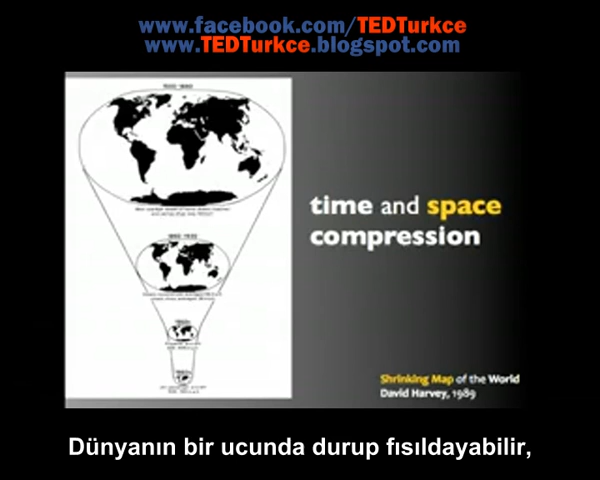 www.facebook.com/TEDTurkce
www.TEDTurkce.blogspot.com
time and space
compression
Shrinking Map of the World
David Harvey, 1989
Dünyanın bir ucunda durup fısıldayabilir,